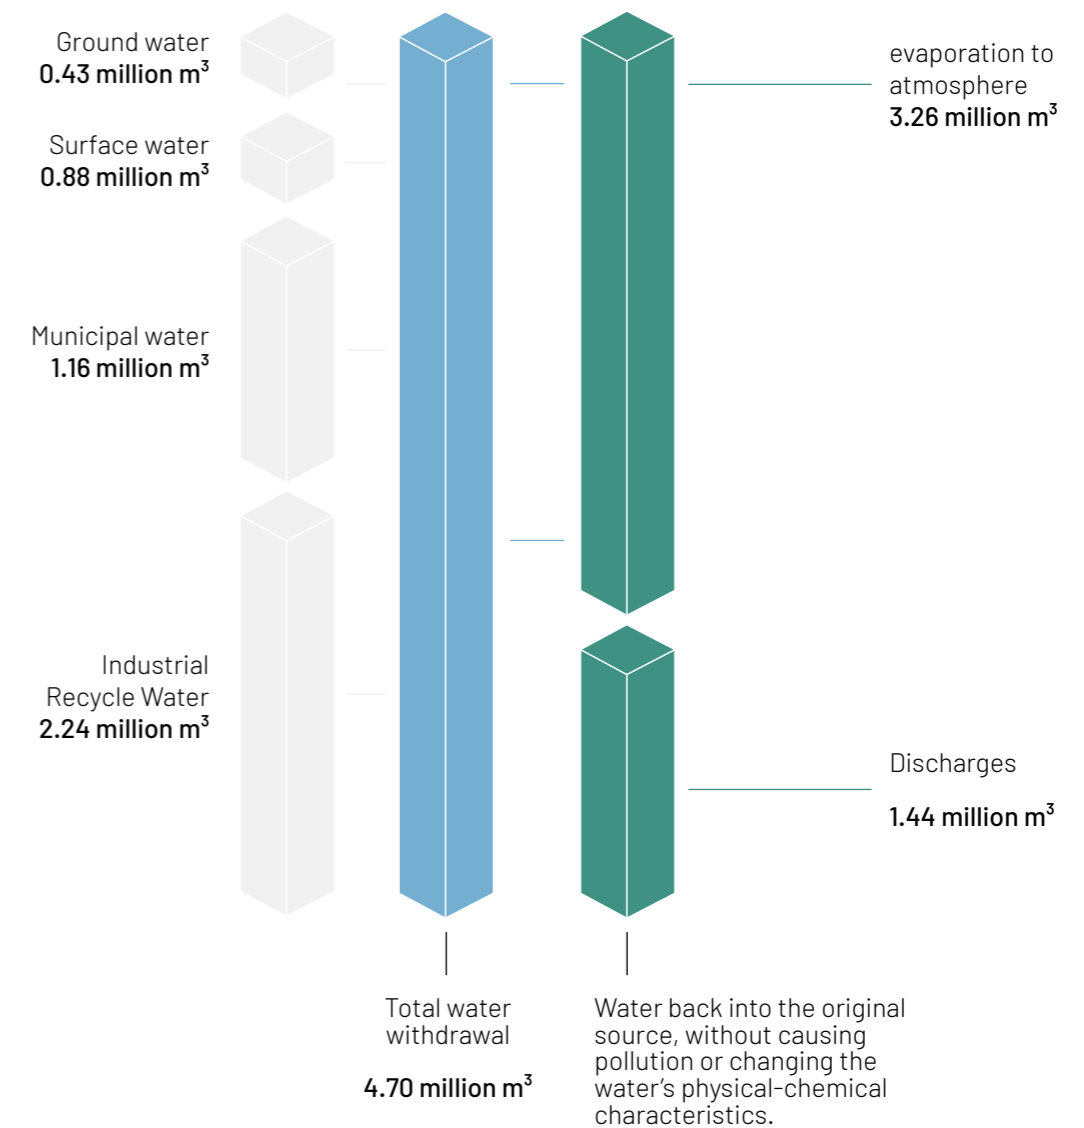 Ground water
0.43 million m³
Surface water
0.88 million m³
Municipal water
1.16 million m³
Industrial
Recycle Water
2.24 million m³
evaporation to
atmosphere
3.26 million m³
Discharges
1.44 million m³
Total water
withdrawal
4.70 million m³
Water back into the original
source, without causing
pollution or changing the
water's physical-chemical
characteristics.